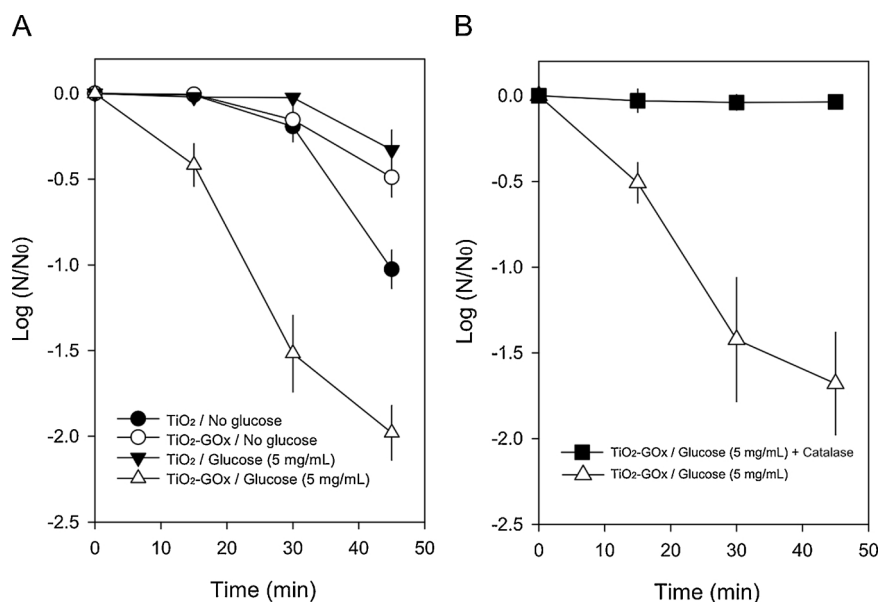 A
0.0
-0.5
-1.0
-1.5
-2.0
-2.5
Log (N/N0)
TiO2 / No glucose
TiO2-GOx / No glucose
TiO2 / Glucose (5 mg/mL)
TiO2-GOx / Glucose (5 mg/mL)
0 10 20 30 40 50
Time (min)
B
0.0
-0.5
-1.0
-1.5
-2.0
-2.5
Log (N/N0)
TiO2-GOx / Glucose (5 mg/mL) + Catalase
TiO2-GOx / Glucose (5 mg/mL)
0 10 20 30 40 50
Time (min)